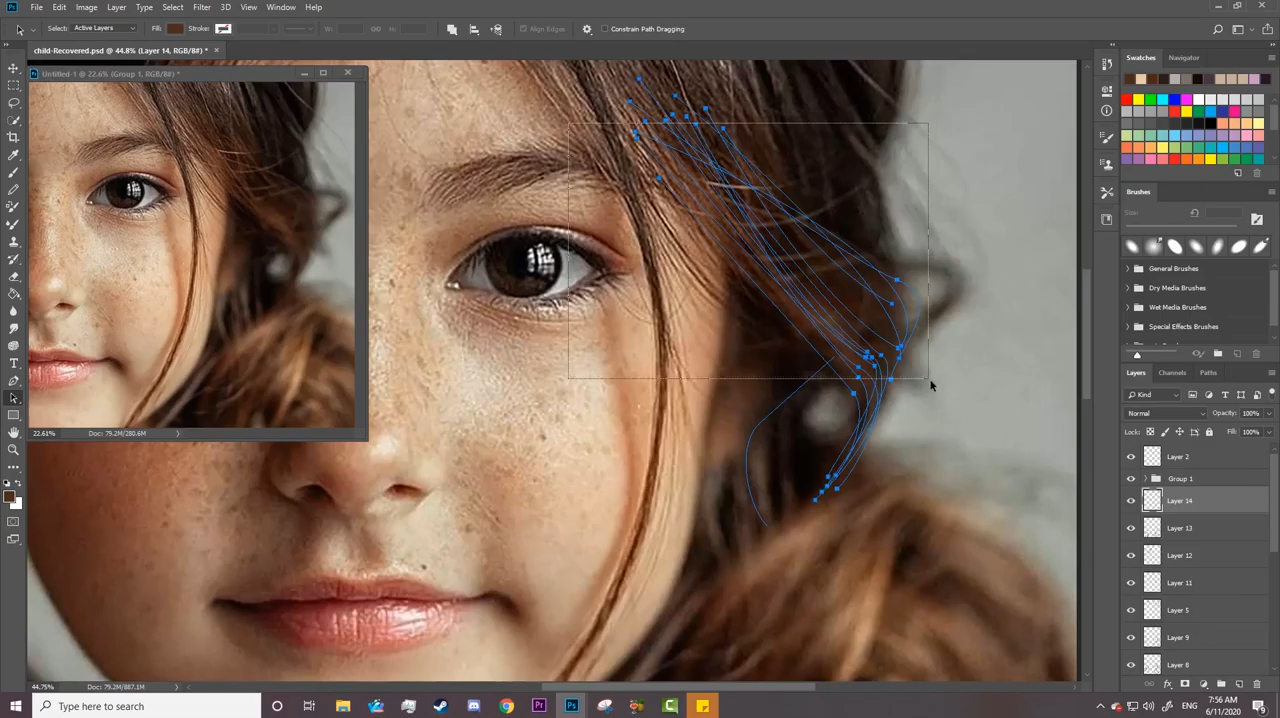 File Edit Image Layer Type Select Filter 3D View Window Help
Select: Active Layers Fill: Stroke: W: H: Align Edges Constrain Path Dragging
child-Recovered.psd @ 44.8% (Layer 14, RGB/8#) *
Untitled-1 @ 22.6% (Group 1, RGB/8#) *
22.61% Doc: 79.2M/280.6M
44.75% Doc: 79.2M/887.1M
Swatches Navigator
Brushes
Size:
General Brushes
Dry Media Brushes
Wet Media Brushes
Special Effects Brushes
Layers Channels Paths
Kind
Normal Opacity: 100%
Lock: Fill: 100%
Layer 2
Group 1
Layer 14
Layer 13
Layer 12
Layer 11
Layer 5
Layer 9
Layer 8
Type here to search
7:56 AM
6/11/2020